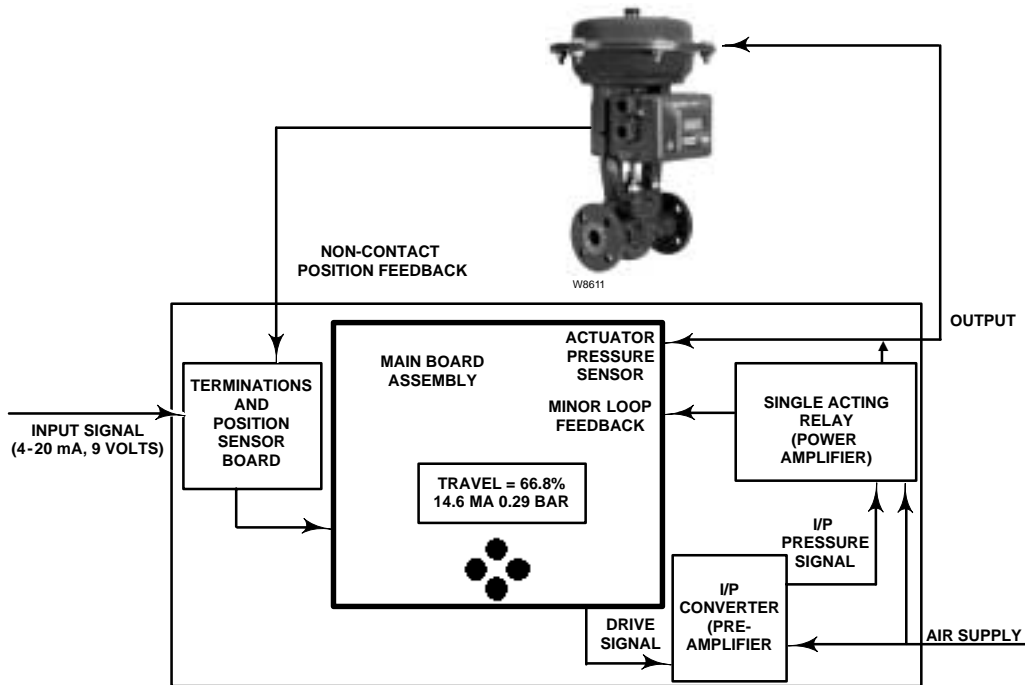 W8611
NON-CONTACT
POSITION FEEDBACK
OUTPUT
INPUT SIGNAL
(4-20 mA, 9 VOLTS)
TERMINATIONS
AND
POSITION
SENSOR
BOARD
MAIN BOARD
ASSEMBLY
ACTUATOR
PRESSURE
SENSOR
MINOR LOOP
FEEDBACK
TRAVEL = 66.8%
14.6 MA 0.29 BAR
SINGLE ACTING
RELAY
(POWER
AMPLIFIER)
I/P
PRESSURE
SIGNAL
DRIVE
SIGNAL
I/P
CONVERTER
(PRE-
AMPLIFIER
AIR SUPPLY